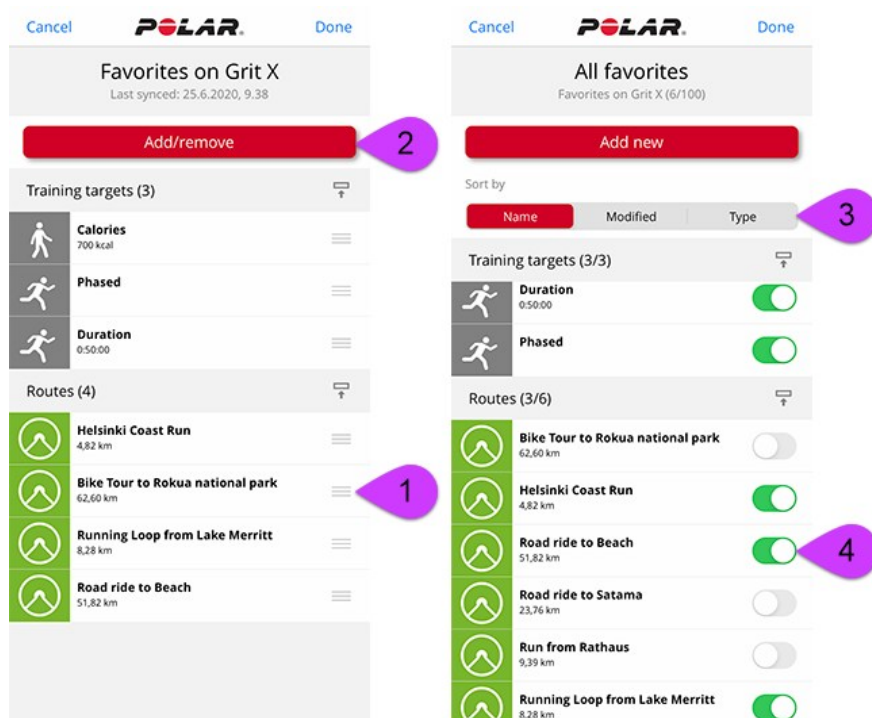 Cancel
POLAR.
Done
Favorites on Grit X
Last synced: 25.6.2020, 9.38
Add/remove
2
Training targets (3)
Calories
700 kcal
Phased
Duration
0:50:00
Routes (4)
Helsinki Coast Run
4,82 km
Bike Tour to Rokua national park
62,60 km
1
Running Loop from Lake Merritt
8,28 km
Road ride to Beach
51,82 km
Cancel
POLAR.
Done
All favorites
Favorites on Grit X (6/100)
Add new
Sort by
Name
Modified
Type
3
Training targets (3/3)
Duration
0:50:00
Phased
Routes (3/6)
Bike Tour to Rokua national park
62,60 km
Helsinki Coast Run
4,82 km
Road ride to Beach
51,82 km
4
Road ride to Satama
23,76 km
Run from Rathaus
9,39 km
Running Loop from Lake Merritt
8,28 km